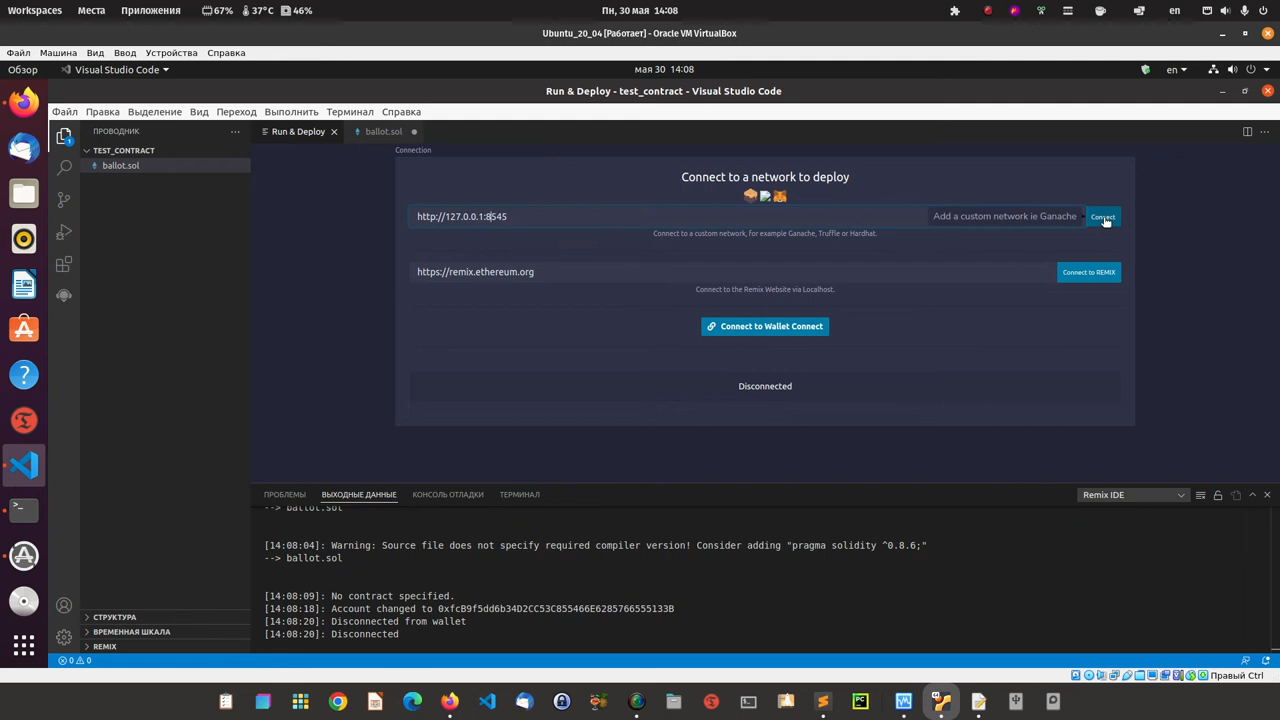 Workspaces Места Приложения 67% 37°C 46% Пн, 30 мая 14:08 en
Ubuntu_20_04 [Работает] - Oracle VM VirtualBox
Файл Машина Вид Ввод Устройства Справка
Обзор Visual Studio Code мая 30 14:08 en
Run & Deploy - test_contract - Visual Studio Code
Файл Правка Выделение Вид Переход Выполнить Терминал Справка
ПРОВОДНИК
Run & Deploy ballot.sol
TEST_CONTRACT
ballot.sol
Connection
Connect to a network to deploy
http://127.0.0.1:8545 Add a custom network ie Ganache Connect
Connect to a custom network, for example Ganache, Truffle or Hardhat.
https://remix.ethereum.org Connect to REMIX
Connect to the Remix Website via Localhost.
Connect to Wallet Connect
Disconnected
ПРОБЛЕМЫ ВЫХОДНЫЕ ДАННЫЕ КОНСОЛЬ ОТЛАДКИ ТЕРМИНАЛ Remix IDE
--> ballot.sol
[14:08:04]: Warning: Source file does not specify required compiler version! Consider adding "pragma solidity ^0.8.6;"
--> ballot.sol
[14:08:09]: No contract specified.
[14:08:18]: Account changed to 0xfcB9f5dd6b34D2CC53C855466E6285766555133B
[14:08:20]: Disconnected from wallet
[14:08:20]: Disconnected
СТРУКТУРА
ВРЕМЕННАЯ ШКАЛА
REMIX
0 0
Правый Ctrl